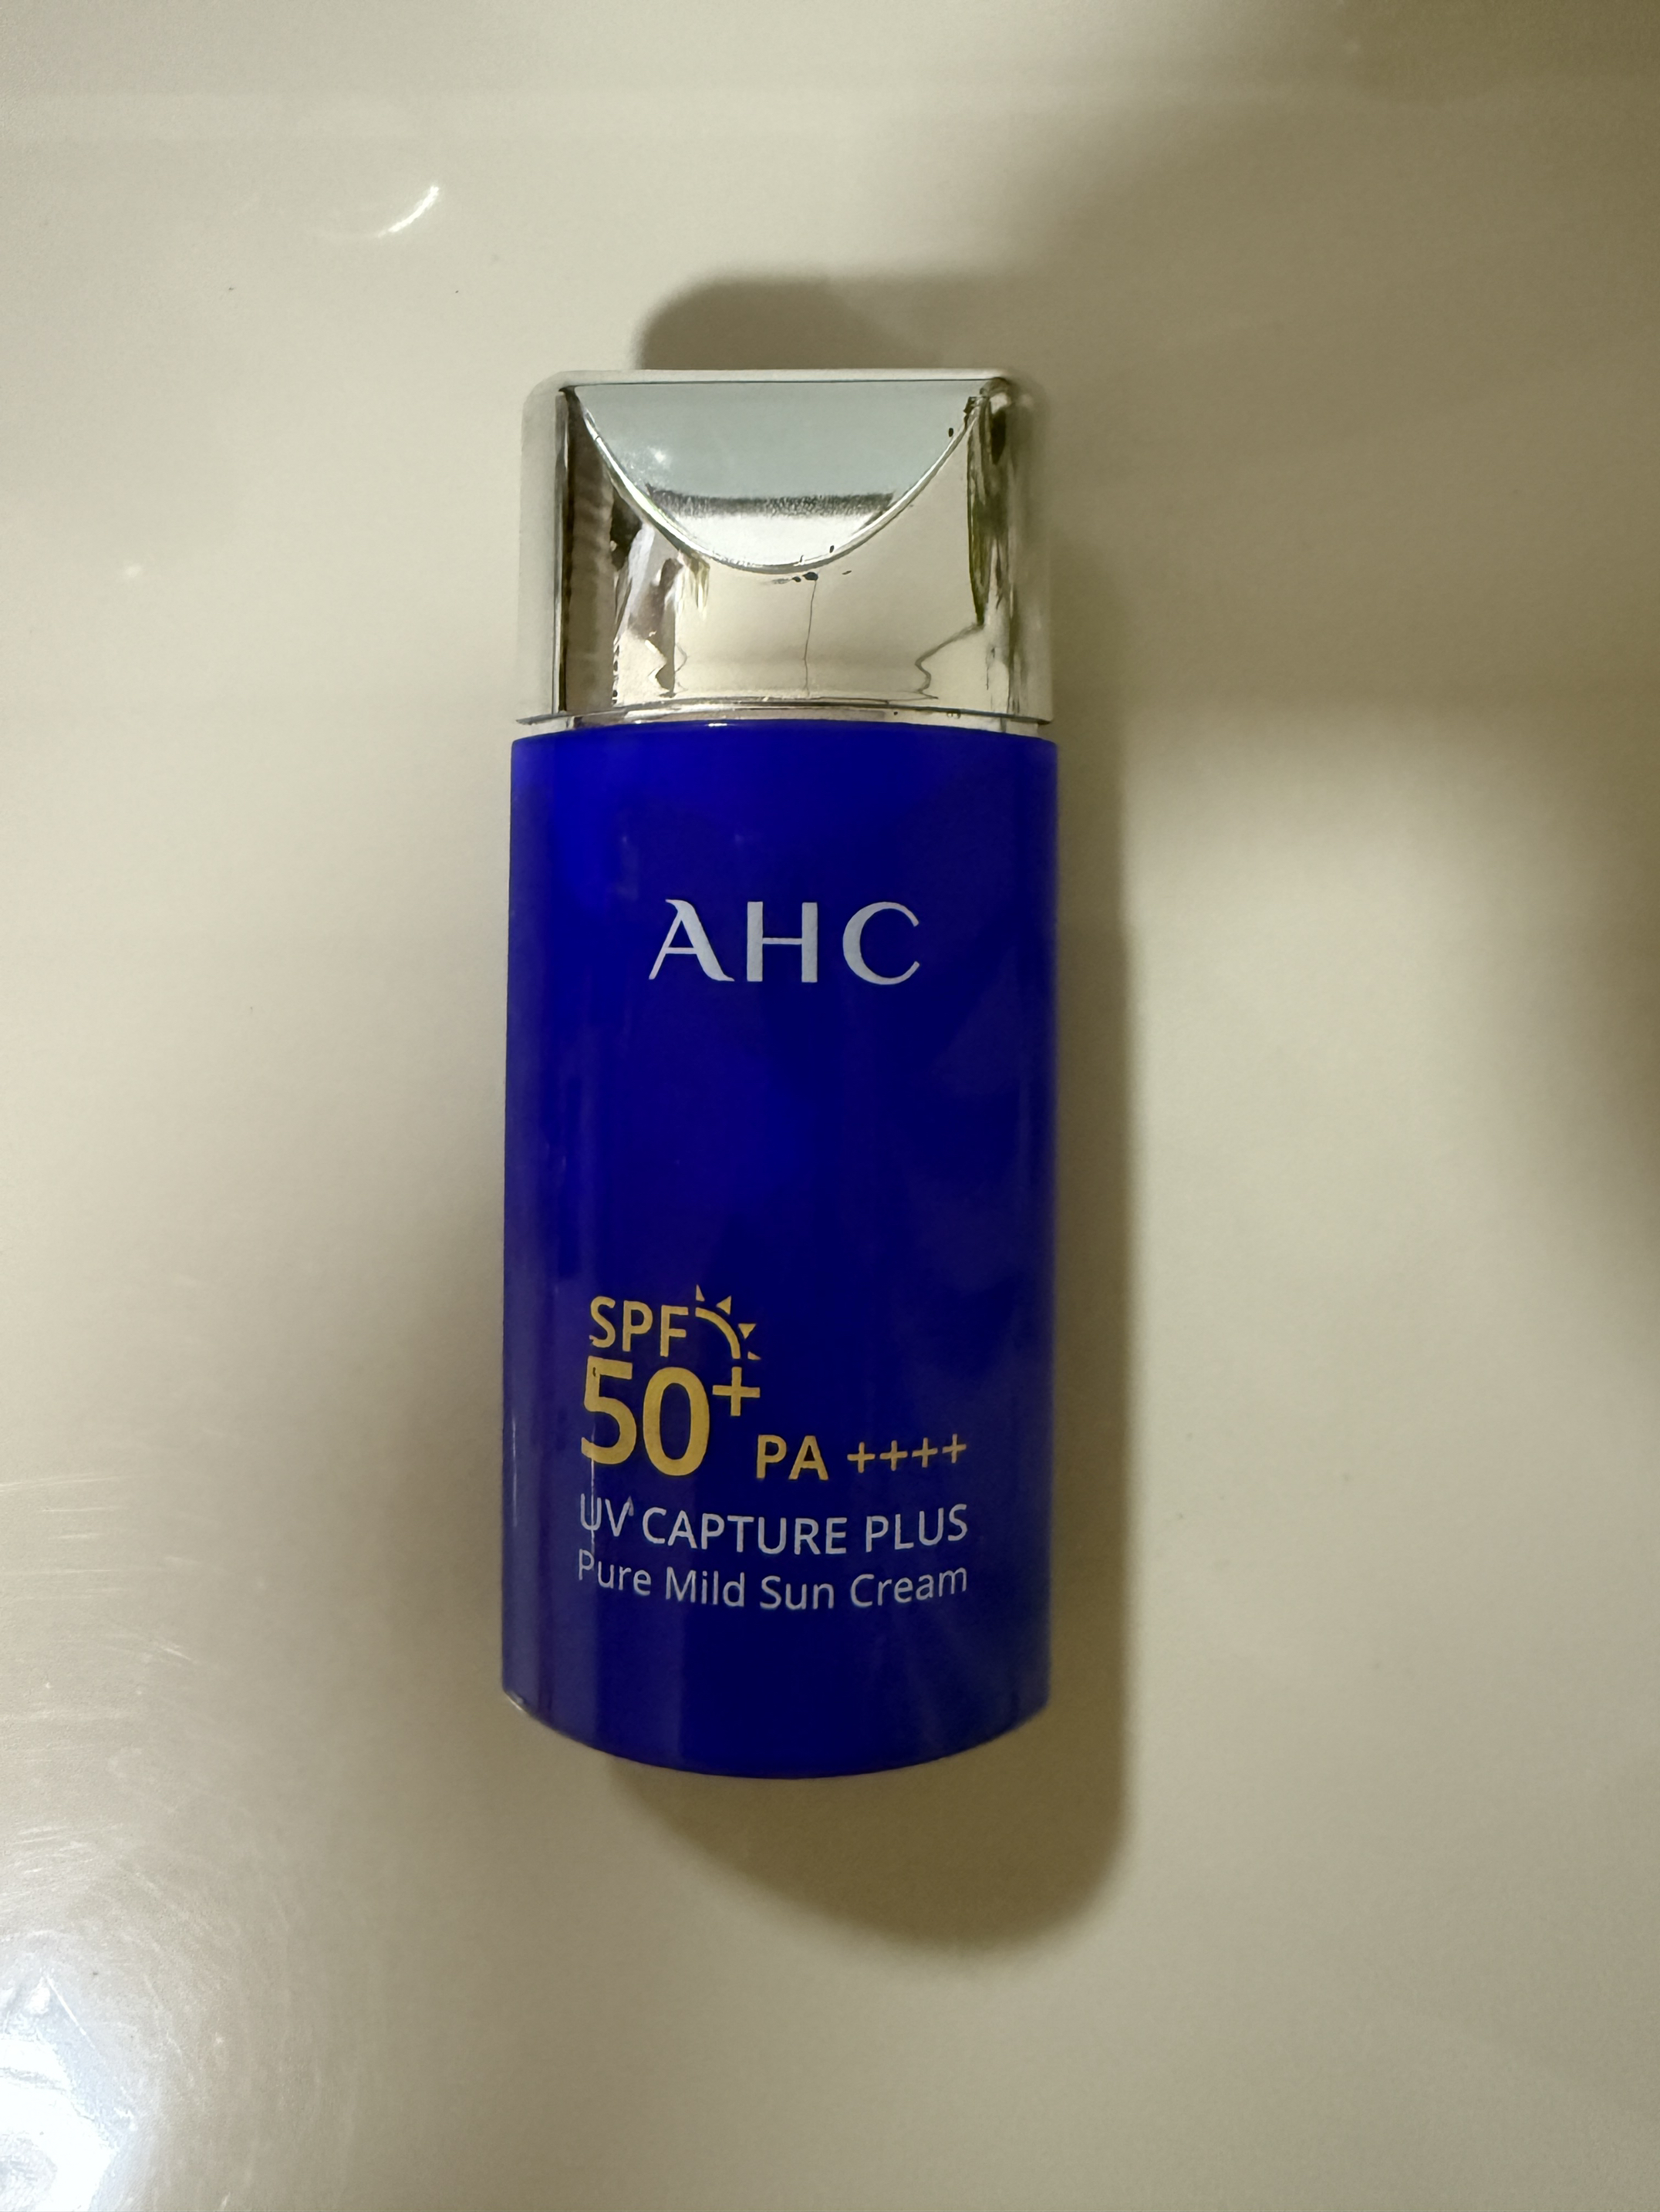 AHC
SPF
50+ PA ++++
UV CAPTURE PLUS
Pure Mild Sun Cream